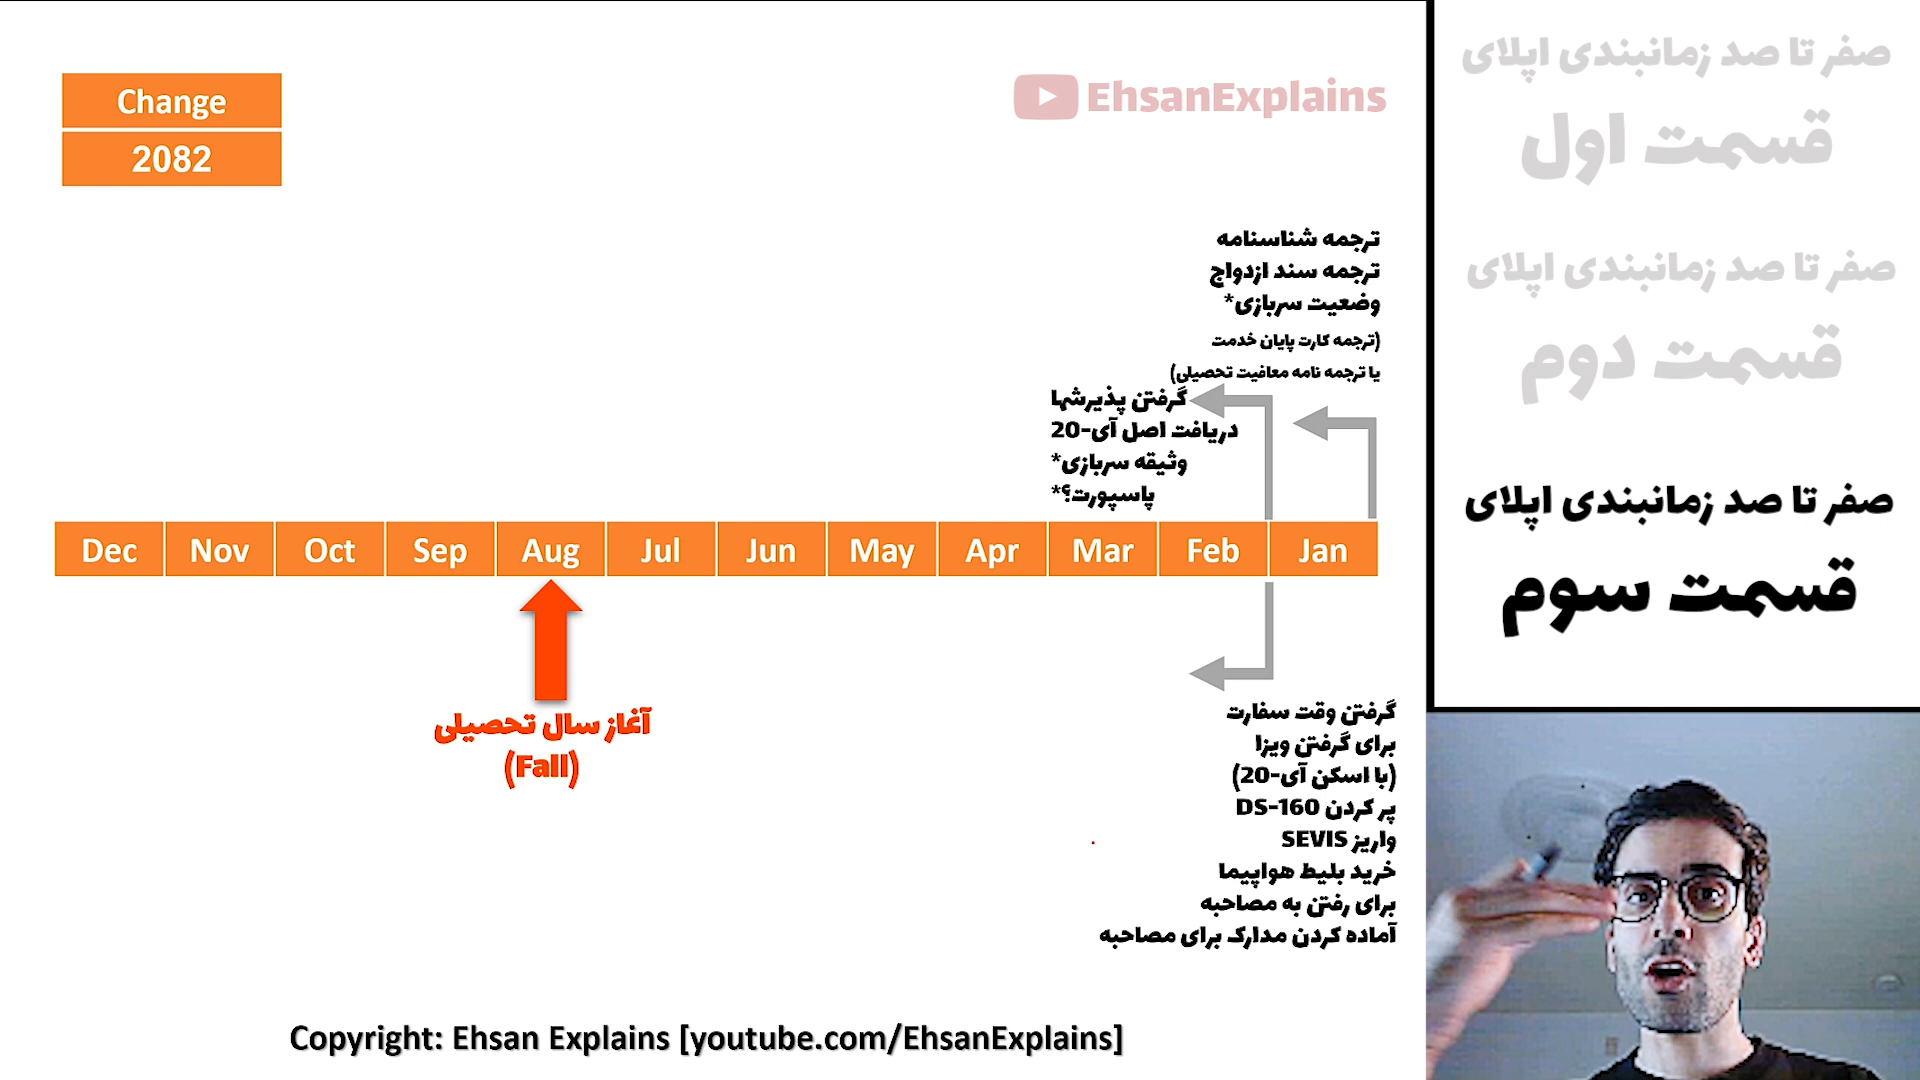 Change
2082
EhsanExplains
ترجمه شناسنامه
ترجمه سند ازدواج
وضعیت سربازی*
(ترجمه کارت پایان خدمت
یا ترجمه نامه معافیت تحصیلی)
گرفتن پذیرشها
دریافت اصل آی-20
وثیقه سربازی*
پاسپورت؟*
Dec Nov Oct Sep Aug Jul Jun May Apr Mar Feb Jan
آغاز سال تحصیلی
(Fall)
گرفتن وقت سفارت
برای گرفتن ویزا
(با اسکن آی-20)
پر کردن DS-160
واریز SEVIS
خرید بلیط هواپیما
برای رفتن به مصاحبه
آماده کردن مدارک برای مصاحبه
Copyright: Ehsan Explains [youtube.com/EhsanExplains]
صفر تا صد زمانبندی اپلای
قسمت اول
صفر تا صد زمانبندی اپلای
قسمت دوم
صفر تا صد زمانبندی اپلای
قسمت سوم